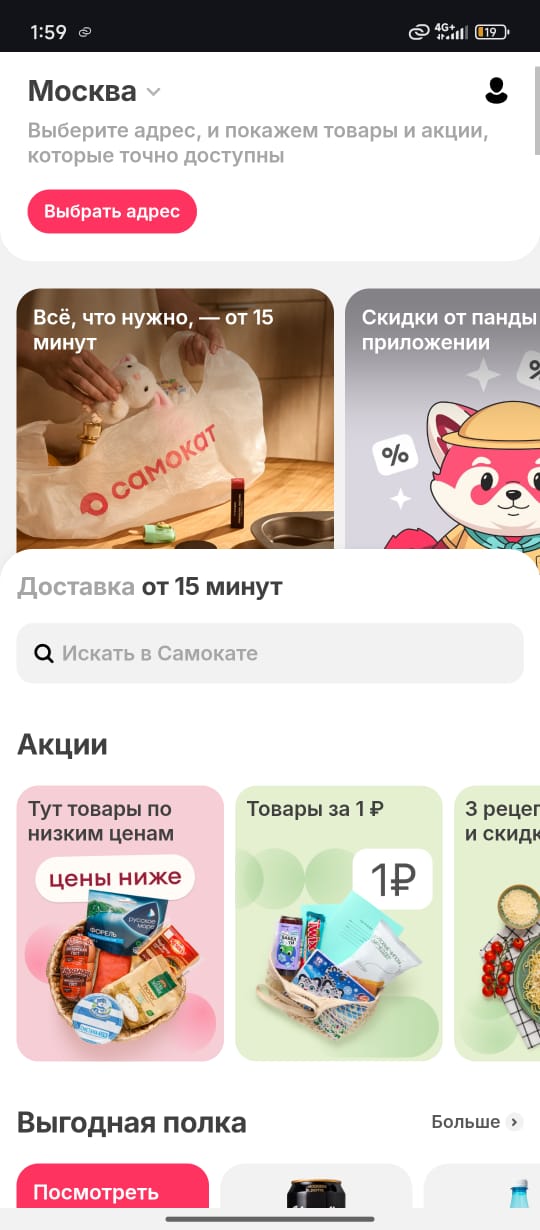 1:59
4G+
19
Москва
Выберите адрес, и покажем товары и акции,
которые точно доступны
Выбрать адрес
Всё, что нужно, — от 15
минут
самокат
Скидки от панды
приложении
%
%
Доставка от 15 минут
Искать в Самокате
Акции
Тут товары по
низким ценам
цены ниже
русское
море
ФОРЕЛЬ
Товары за 1 ₽
1₽
TWIX
3 рецеп
и скидк
Выгодная полка
Больше
Посмотреть